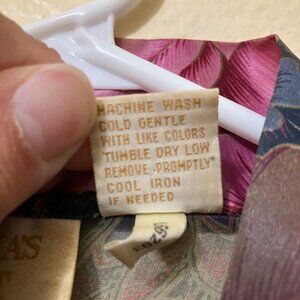 MACHINE WASH
COLD GENTLE
WITH LIKE COLORS
TUMBLE DRY LOW
REMOVE PROMPTLY
COOL IRON
IF NEEDED